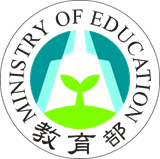 MINISTRY OF EDUCATION
教育部